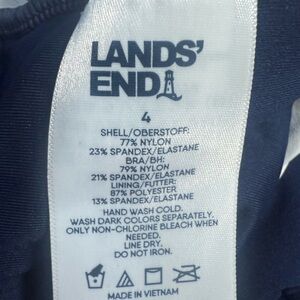 LANDS'
END
4
SHELL/OBERSTOFF:
77% NYLON
23% SPANDEX/ELASTANE
BRA/BH:
79% NYLON
21% SPANDEX/ELASTANE
LINING/FUTTER:
87% POLYESTER
13% SPANDEX/ELASTANE
HAND WASH COLD.
WASH DARK COLORS SEPARATELY.
ONLY NON-CHLORINE BLEACH WHEN
NEEDED.
LINE DRY.
DO NOT IRON.
MADE IN VIETNAM